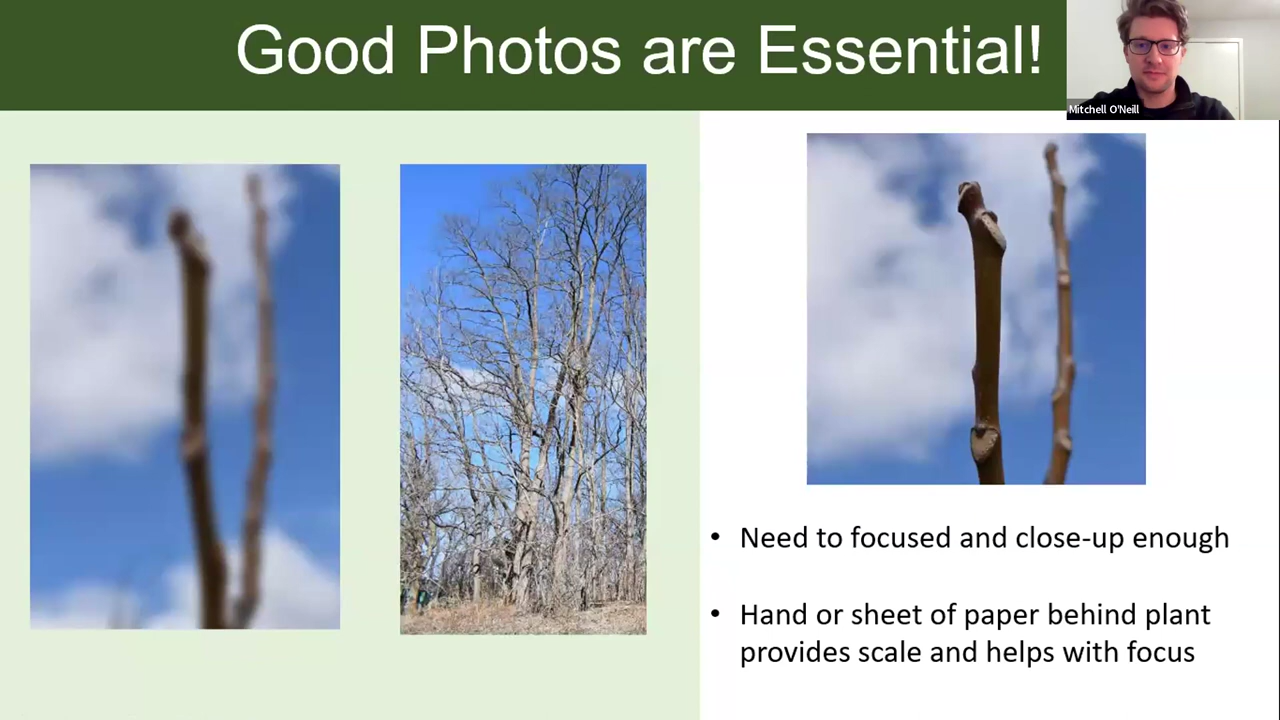 Good Photos are Essential!
Mitchell O'Neill
• Need to focused and close-up enough
• Hand or sheet of paper behind plant
provides scale and helps with focus